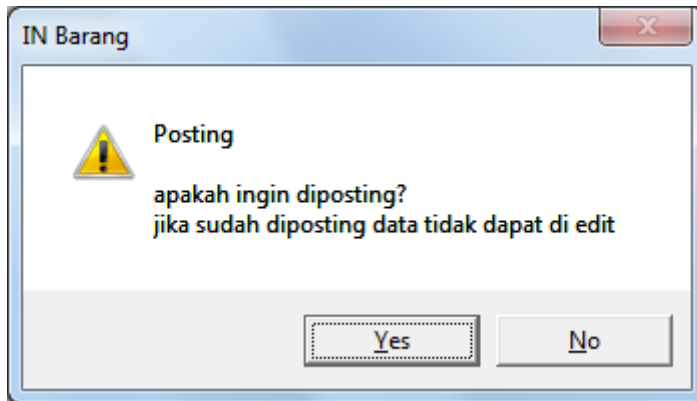 IN Barang
Posting
apakah ingin diposting?
jika sudah diposting data tidak dapat di edit
Yes
No